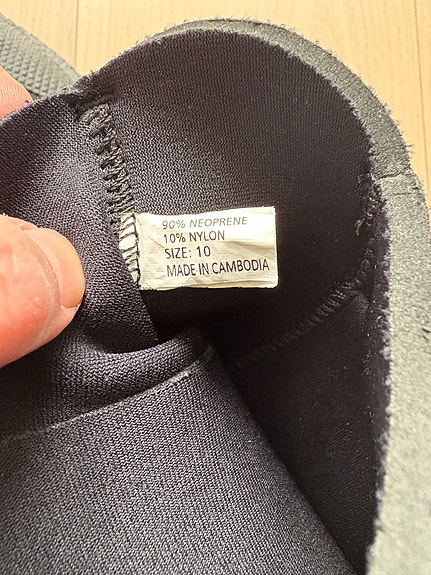 90% NEOPRENE
10% NYLON
SIZE: 10
MADE IN CAMBODIA